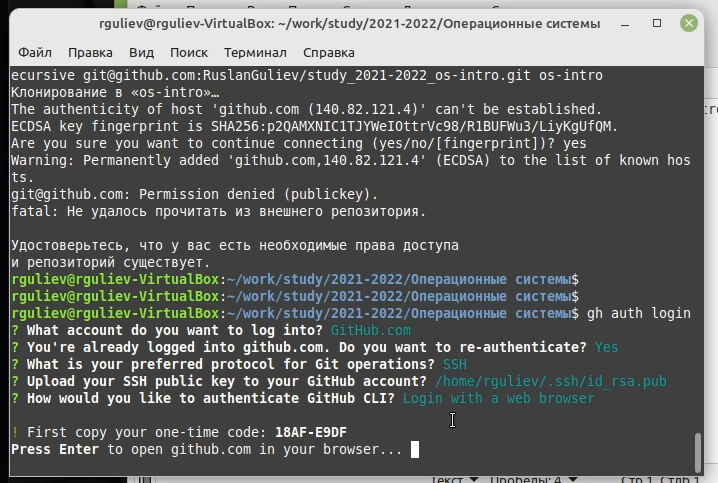 rguliev@rguliev-VirtualBox: ~/work/study/2021-2022/Операционные системы
Файл Правка Вид Поиск Терминал Справка
ecursive git@github.com:RuslanGuliev/study_2021-2022_os-intro.git os-intro
Клонирование в «os-intro»…
The authenticity of host 'github.com (140.82.121.4)' can't be established.
ECDSA key fingerprint is SHA256:p2QAMXNIC1TJYWeIOttrVc98/R1BUFWu3/LiyKgUfQM.
Are you sure you want to continue connecting (yes/no/[fingerprint])? yes
Warning: Permanently added 'github.com,140.82.121.4' (ECDSA) to the list of known hos
ts.
git@github.com: Permission denied (publickey).
fatal: Не удалось прочитать из внешнего репозитория.
Удостоверьтесь, что у вас есть необходимые права доступа
и репозиторий существует.
rguliev@rguliev-VirtualBox:~/work/study/2021-2022/Операционные системы$
rguliev@rguliev-VirtualBox:~/work/study/2021-2022/Операционные системы$
rguliev@rguliev-VirtualBox:~/work/study/2021-2022/Операционные системы$ gh auth login
? What account do you want to log into? GitHub.com
? You're already logged into github.com. Do you want to re-authenticate? Yes
? What is your preferred protocol for Git operations? SSH
? Upload your SSH public key to your GitHub account? /home/rguliev/.ssh/id_rsa.pub
? How would you like to authenticate GitHub CLI? Login with a web browser
! First copy your one-time code: 18AF-E9DF
Press Enter to open github.com in your browser...
Текст Пробелы: 4 Стр 1, Стлб 1